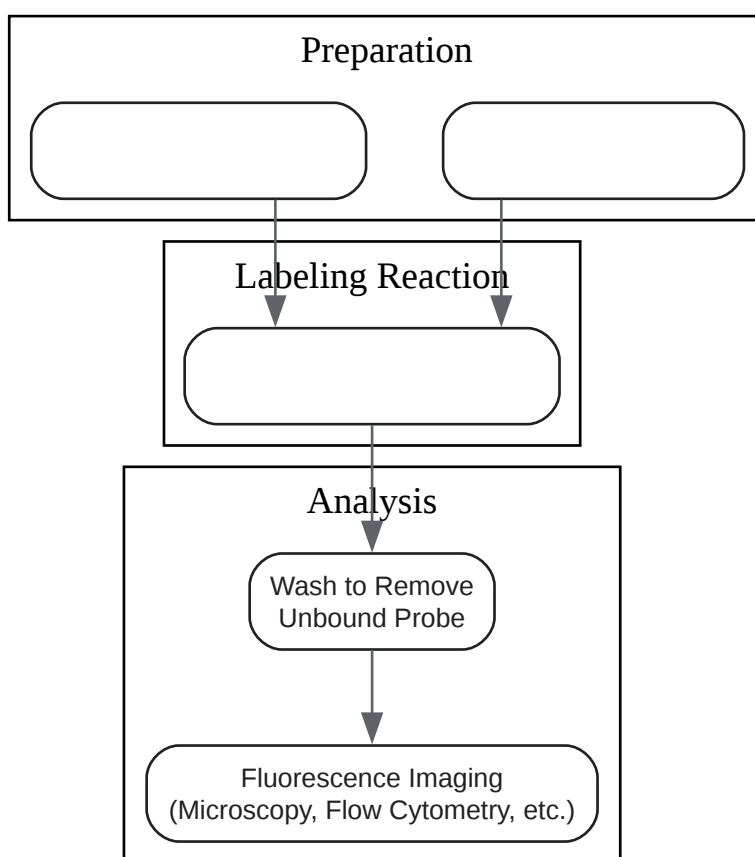 Preparation
Labeling Reaction
Analysis
Wash to Remove
Unbound Probe
Fluorescence Imaging
(Microscopy, Flow Cytometry, etc.)